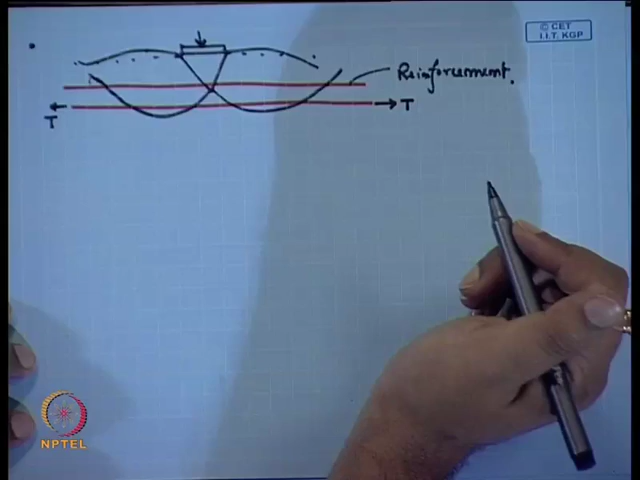 © CET
I.I.T. KGP
Reinforcement.
T
T
NPTEL